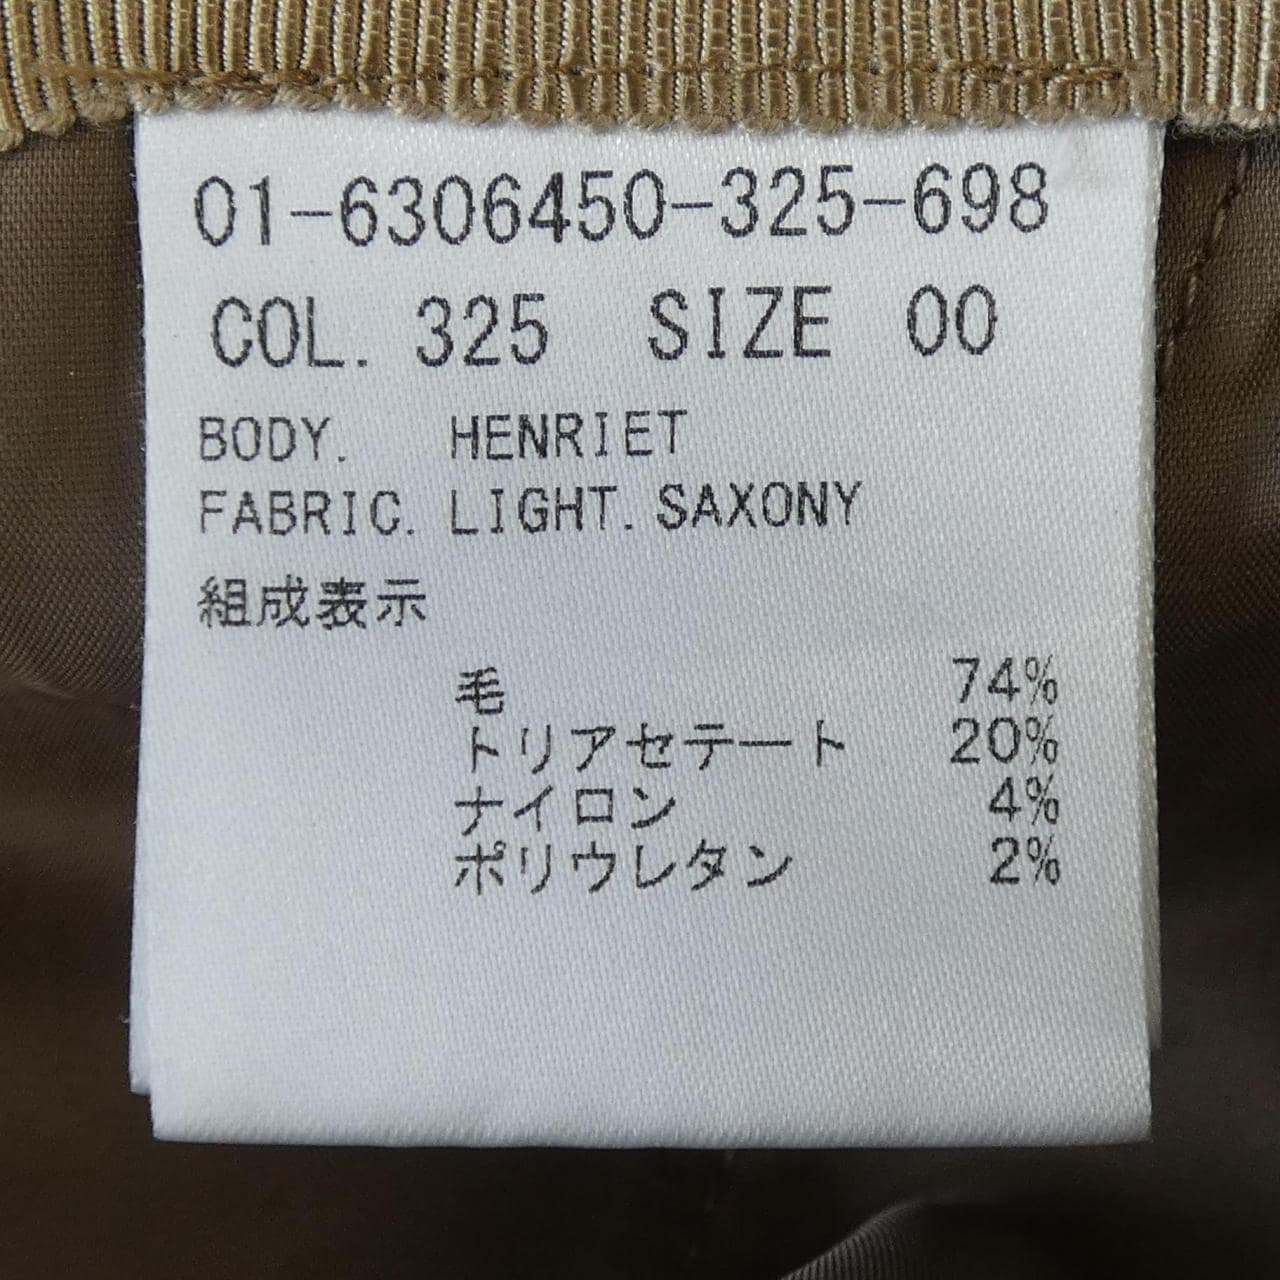 01-6306450-325-698
COL. 325 SIZE 00
BODY. HENRIET
FABRIC. LIGHT. SAXONY
組成表示
毛 74%
トリアセテート 20%
ナイロン 4%
ポリウレタン 2%